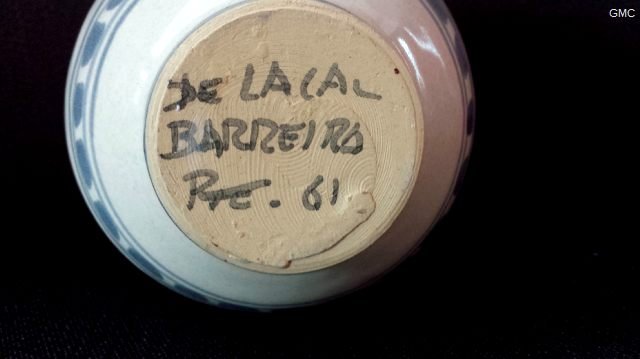 GMC
DE LA CAL
BARREIRO
PTE. 61